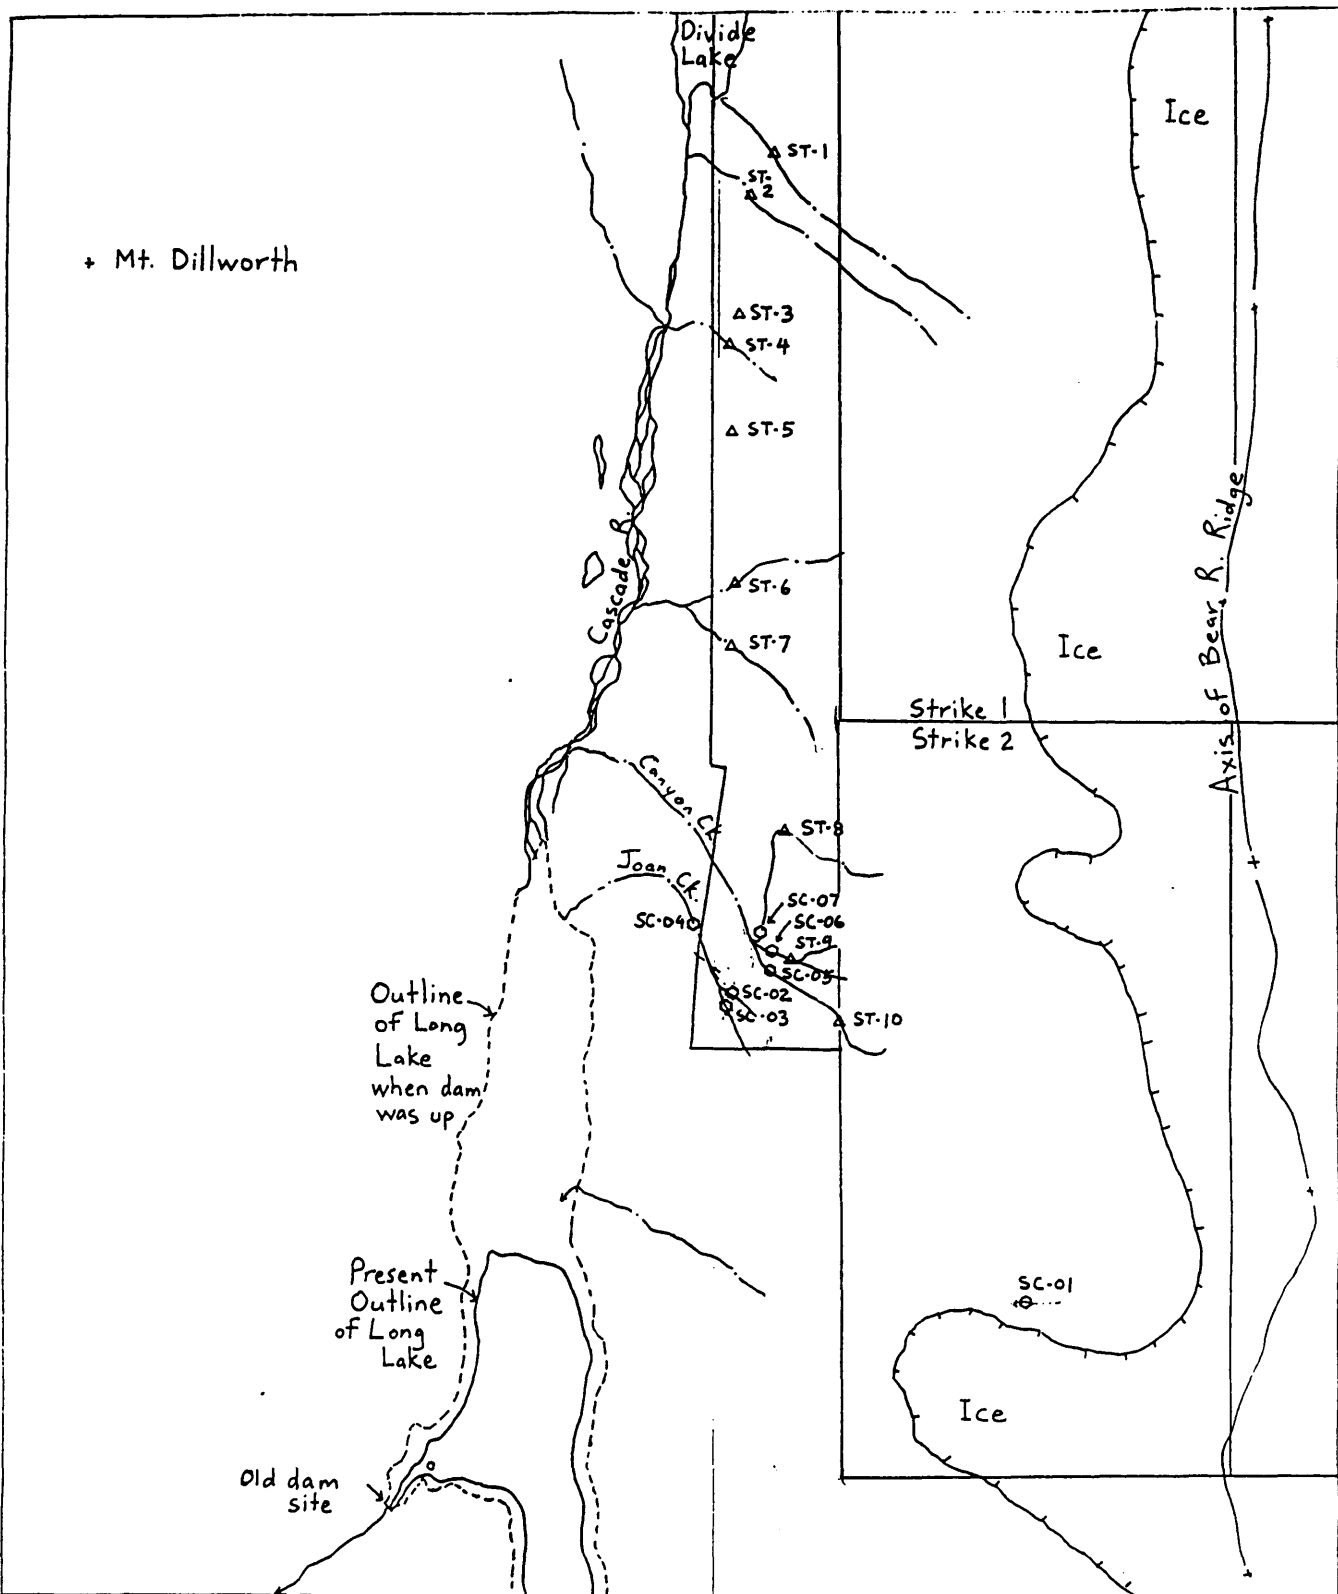 Divide
Lake
Ice
ST-1
ST-
2
+ Mt. Dillworth
ST-3
ST-4
ST-5
Axis of Bear R. Ridge
Cascade R.
ST-6
ST-7
Ice
Strike 1
Strike 2
Canyon Ck.
ST-8
Joan Ck.
SC-07
SC-04
SC-06
ST-9
SC-05
SC-02
SC-03
ST-10
Outline
of Long
Lake
when dam
was up
Present
Outline
of Long
Lake
SC-01
Ice
Old dam
site